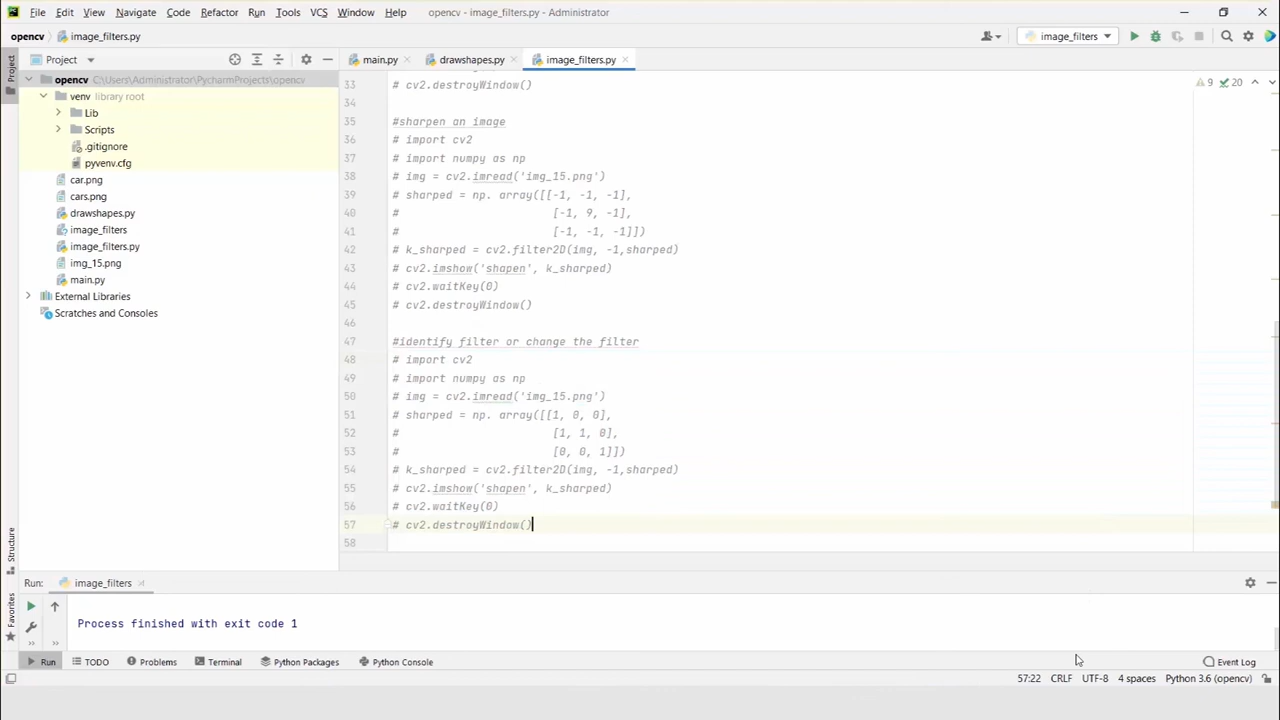 File Edit View Navigate Code Refactor Run Tools VCS Window Help opencv - image_filters.py - Administrator
opencv image_filters.py image_filters
Project main.py drawshapes.py image_filters.py
Project
opencv C:\Users\Administrator\PycharmProjects\opencv
venv library root
Lib
Scripts
.gitignore
pyvenv.cfg
car.png
cars.png
drawshapes.py
image_filters
image_filters.py
img_15.png
main.py
External Libraries
Scratches and Consoles
9 20
33 # cv2.destroyWindow()
34
35 #sharpen an image
36 # import cv2
37 # import numpy as np
38 # img = cv2.imread('img_15.png')
39 # sharped = np. array([[-1, -1, -1],
40 # [-1, 9, -1],
41 # [-1, -1, -1]])
42 # k_sharped = cv2.filter2D(img, -1,sharped)
43 # cv2.imshow('shapen', k_sharped)
44 # cv2.waitKey(0)
45 # cv2.destroyWindow()
46
47 #identify filter or change the filter
48 # import cv2
49 # import numpy as np
50 # img = cv2.imread('img_15.png')
51 # sharped = np. array([[1, 0, 0],
52 # [1, 1, 0],
53 # [0, 0, 1]])
54 # k_sharped = cv2.filter2D(img, -1,sharped)
55 # cv2.imshow('shapen', k_sharped)
56 # cv2.waitKey(0)
57 # cv2.destroyWindow()
58
Structure
Favorites
Run: image_filters
Process finished with exit code 1
Run TODO Problems Terminal Python Packages Python Console Event Log
57:22 CRLF UTF-8 4 spaces Python 3.6 (opencv)